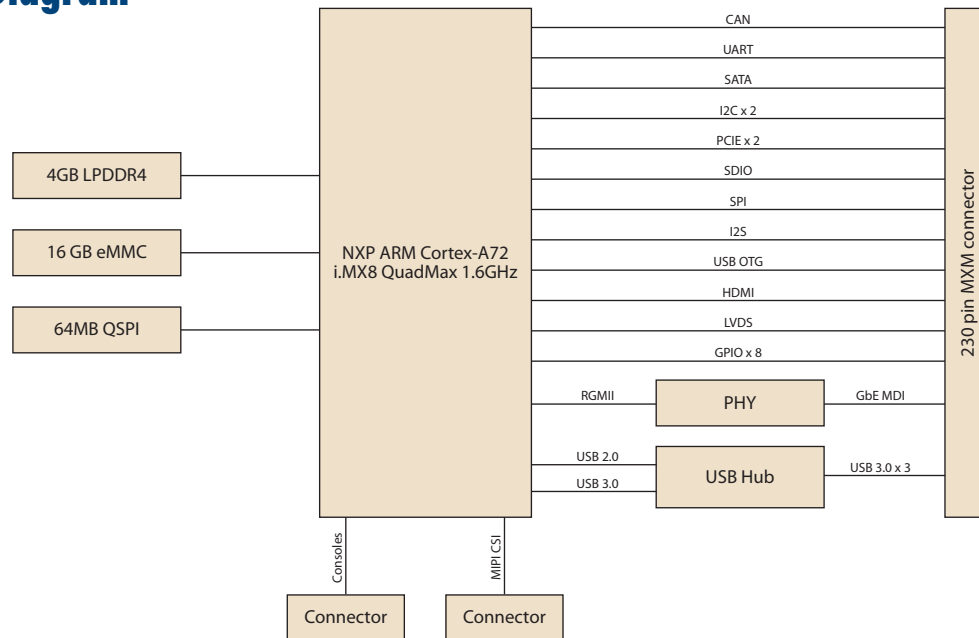 Diagram
CAN
UART
SATA
I2C x 2
PCIE x 2
SDIO
SPI
I2S
USB OTG
HDMI
LVDS
GPIO x 8
4GB LPDDR4
16 GB eMMC
64MB QSPI
NXP ARM Cortex-A72
i.MX8 QuadMax 1.6GHz
230 pin MXM connector
RGMII
PHY
GbE MDI
USB 2.0
USB 3.0
USB Hub
USB 3.0 x 3
Consoles
MIPI CSI
Connector
Connector